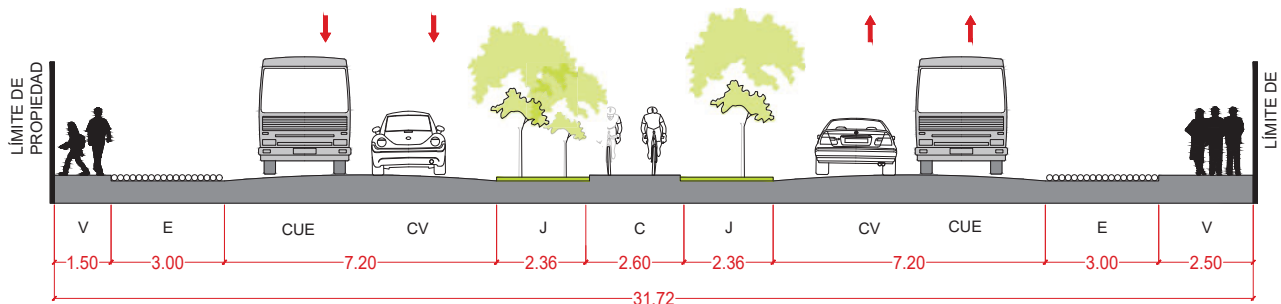 LÍMITE DE
PROPIEDAD
LÍMITE DE
V E CUE CV J C J CV CUE E V
1.50 3.00 7.20 2.36 2.60 2.36 7.20 3.00 2.50
31.72